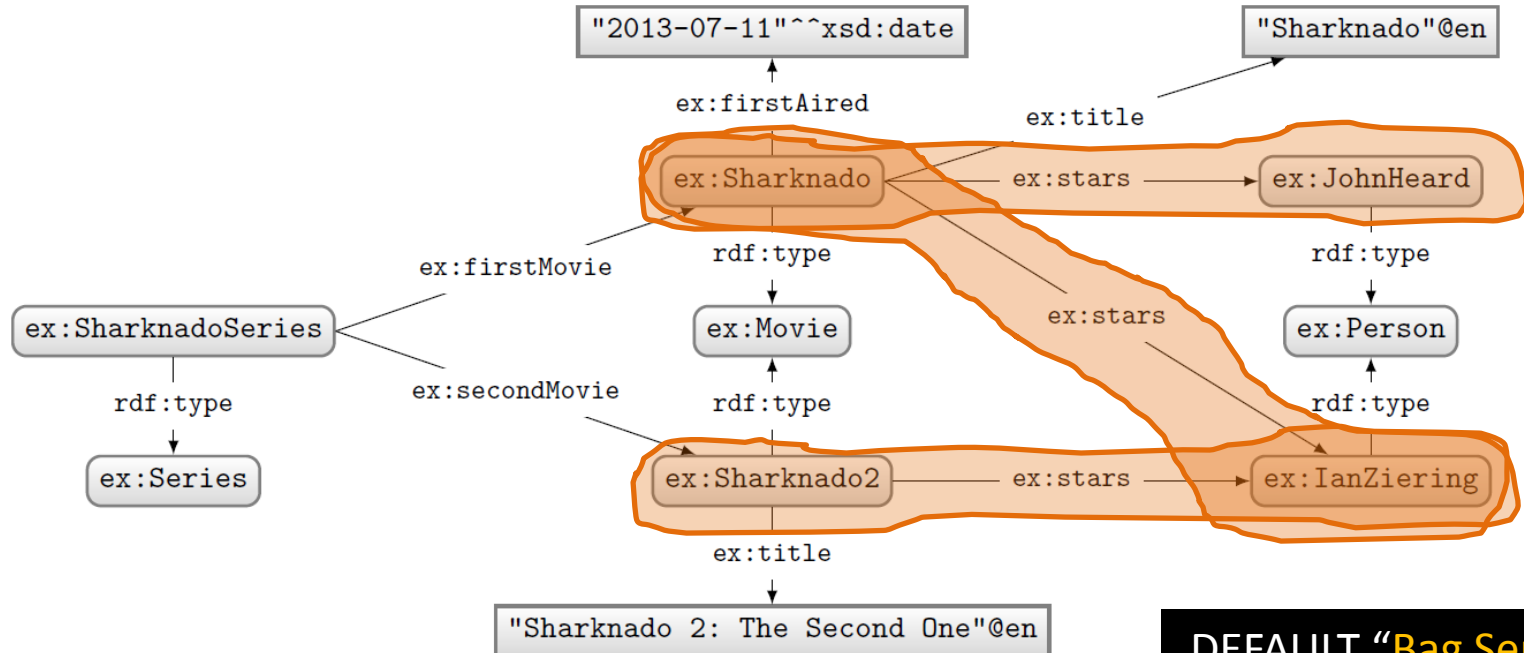 "2013-07-11"^^xsd:date
"Sharknado"@en
ex:firstAired
ex:title
ex:Sharknado
ex:stars
ex:JohnHeard
rdf:type
rdf:type
ex:firstMovie
ex:SharknadoSeries
ex:Movie
ex:stars
ex:Person
ex:secondMovie
rdf:type
rdf:type
rdf:type
ex:Series
ex:Sharknado2
ex:stars
ex:IanZiering
ex:title
"Sharknado 2: The Second One"@en
DEFAULT "Bag